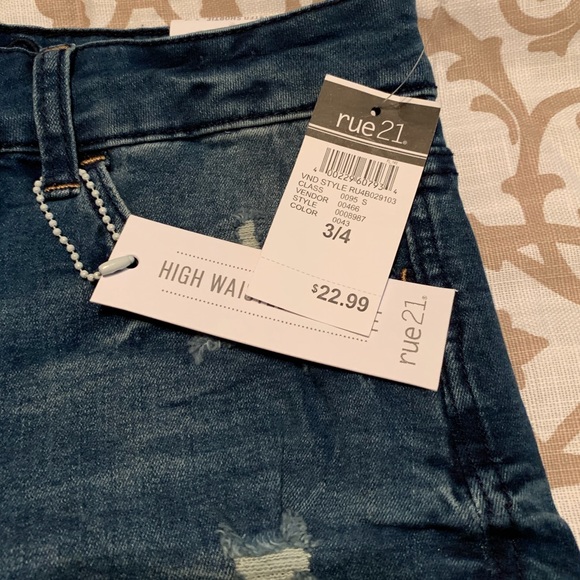 rue21
VND STYLE RU4B029103
CLASS 0095 S
VENDOR 00466
STYLE 0008987
COLOR 0043
3/4
$22.99
HIGH
rue21